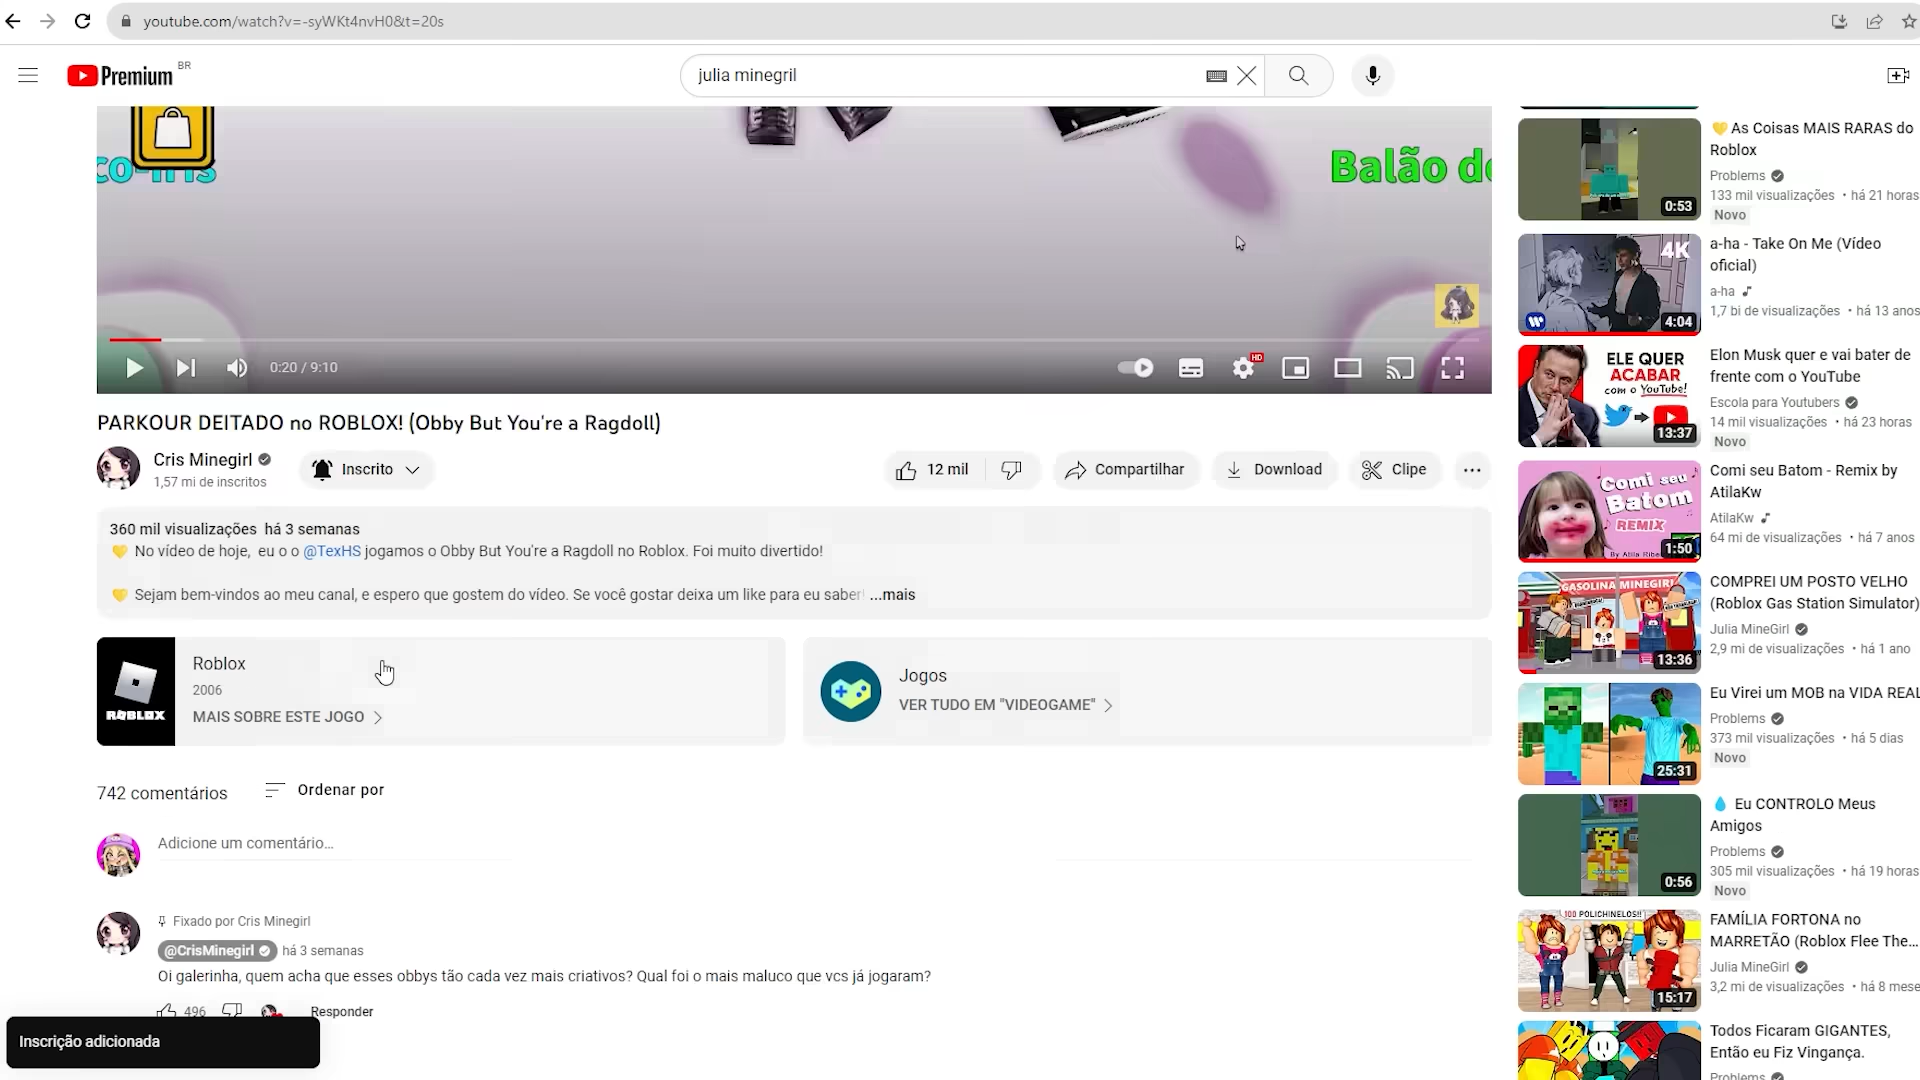 youtube.com/watch?v=-syWKt4nvH0&t=20s
Premium BR
julia minegril
co-íris
Balão de
0:20 / 9:10
HD
PARKOUR DEITADO no ROBLOX! (Obby But You're a Ragdoll)
Cris Minegirl
1,57 mi de inscritos
Inscrito
12 mil
Compartilhar
Download
Clipe
360 mil visualizações há 3 semanas
No vídeo de hoje, eu o o @TexHS jogamos o Obby But You're a Ragdoll no Roblox. Foi muito divertido!
Sejam bem-vindos ao meu canal, e espero que gostem do vídeo. Se você gostar deixa um like para eu saber! ...mais
ROBLOX
Roblox
2006
MAIS SOBRE ESTE JOGO
Jogos
VER TUDO EM "VIDEOGAME"
742 comentários
Ordenar por
Adicione um comentário...
Fixado por Cris Minegirl
@CrisMinegirl há 3 semanas
Oi galerinha, quem acha que esses obbys tão cada vez mais criativos? Qual foi o mais maluco que vcs já jogaram?
496
Responder
Inscrição adicionada
0:53
As Coisas MAIS RARAS do
Roblox
Problems
133 mil visualizações • há 21 horas
Novo
4K
4:04
a-ha - Take On Me (Vídeo
oficial)
a-ha
1,7 bi de visualizações • há 13 anos
ELE QUER
ACABAR
com o YouTube!
13:37
Elon Musk quer e vai bater de
frente com o YouTube
Escola para Youtubers
14 mil visualizações • há 23 horas
Novo
Comi seu
Batom
REMIX
1:50
Comi seu Batom - Remix by
AtilaKw
AtilaKw
64 mi de visualizações • há 7 anos
GASOLINA MINEGIRL
13:36
COMPREI UM POSTO VELHO
(Roblox Gas Station Simulator)
Julia MineGirl
2,9 mi de visualizações • há 1 ano
25:31
Eu Virei um MOB na VIDA REAL
Problems
373 mil visualizações • há 5 dias
Novo
0:56
Eu CONTROLO Meus
Amigos
Problems
305 mil visualizações • há 19 horas
Novo
100 POLICHINELOS!!
15:17
FAMÍLIA FORTONA no
MARRETÃO (Roblox Flee The...
Julia MineGirl
3,2 mi de visualizações • há 8 mese
Todos Ficaram GIGANTES,
Então eu Fiz Vingança.
Problems